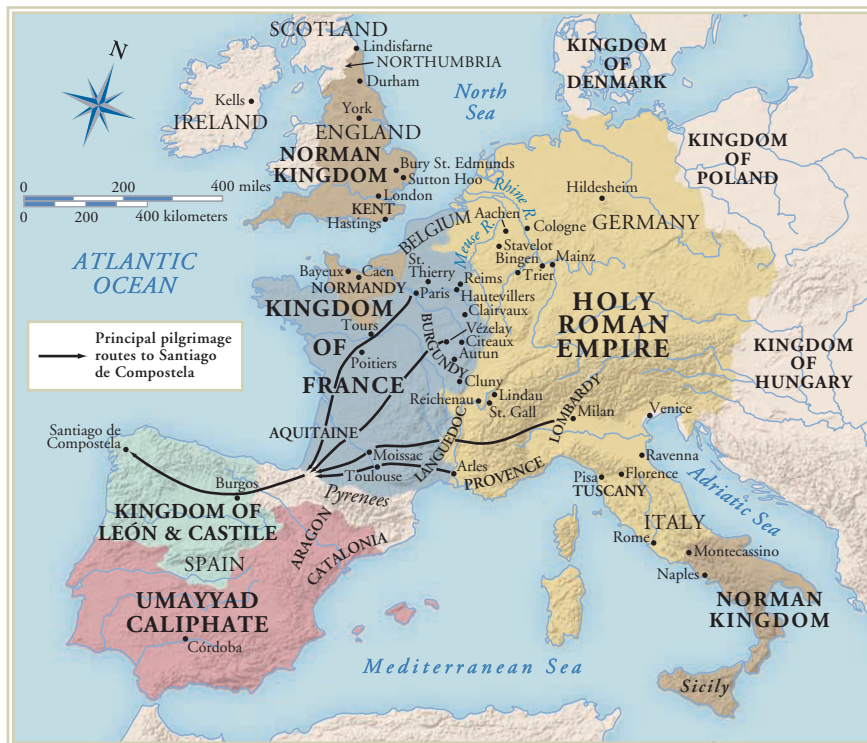 SCOTLAND
Lindisfarne
NORTHUMBRIA
Durham
N
Kells
IRELAND
York
ENGLAND
NORMAN
KINGDOM
Bury St. Edmunds
Sutton Hoo
London
KENT
Hastings
North
Sea
KINGDOM
OF
DENMARK
KINGDOM
OF
POLAND
0 200 400 miles
0 200 400 kilometers
ATLANTIC
OCEAN
Principal pilgrimage
routes to Santiago
de Compostela
Hildesheim
GERMANY
Rhine R.
Meuse R.
Aachen
Cologne
BELGIUM
Stavelot
Bingen
Mainz
Trier
Bayeux
Caen
NORMANDY
St.
Thierry
Reims
Paris
Hautevillers
Clairvaux
KINGDOM
OF
FRANCE
Tours
Poitiers
BURGUNDY
Vézelay
Citeaux
Autun
Cluny
HOLY
ROMAN
EMPIRE
KINGDOM
OF
HUNGARY
Reichenau
Lindau
St. Gall
LOMBARDY
Milan
Venice
AQUITAINE
Moissac
Toulouse
LANGUEDOC
Arles
PROVENCE
Ravenna
Florence
Pisa
TUSCANY
Adriatic Sea
ITALY
Rome
Montecassino
Naples
NORMAN
KINGDOM
Sicily
Santiago de
Compostela
Burgos
Pyrenees
KINGDOM OF
LEÓN & CASTILE
ARAGON
CATALONIA
SPAIN
UMAYYAD
CALIPHATE
Córdoba
Mediterranean Sea